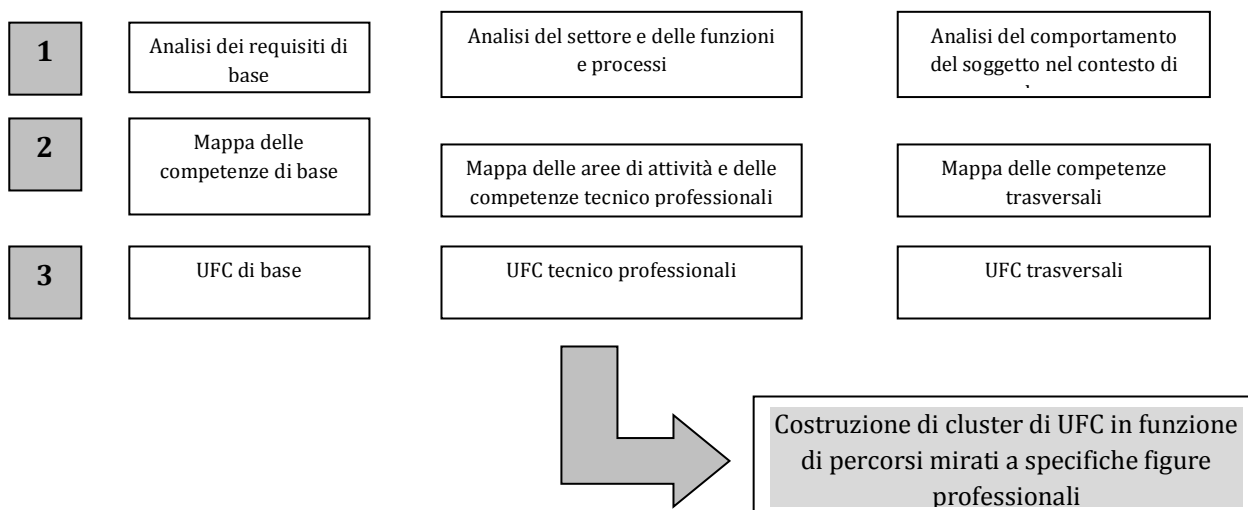 1
Analisi dei requisiti di
base
Analisi del settore e delle funzioni
e processi
Analisi del comportamento
del soggetto nel contesto di
2
Mappa delle
competenze di base
Mappa delle aree di attività e delle
competenze tecnico professionali
Mappa delle competenze
trasversali
3
UFC di base
UFC tecnico professionali
UFC trasversali
Costruzione di cluster di UFC in funzione
di percorsi mirati a specifiche figure
professionali